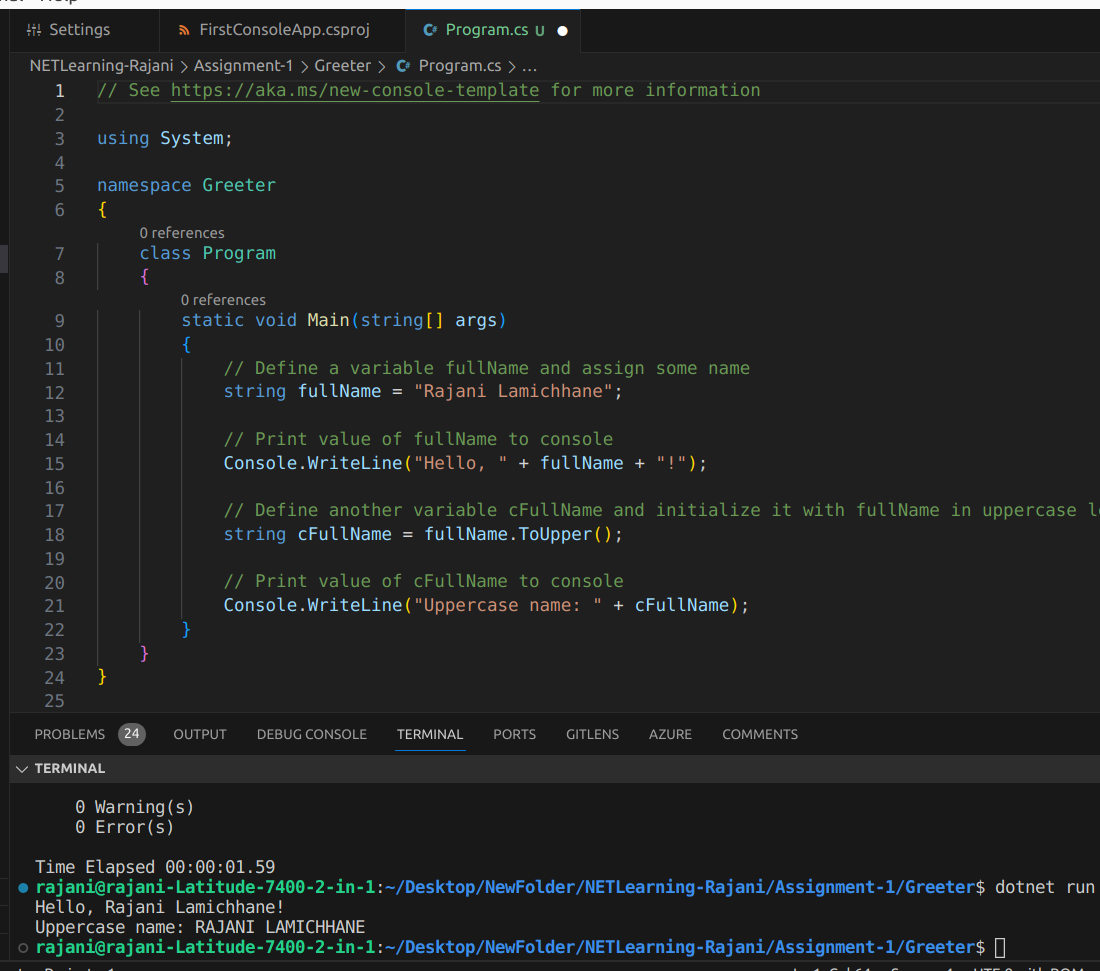 Help
Settings
FirstConsoleApp.csproj
C# Program.cs U
NETLearning-Rajani > Assignment-1 > Greeter > C# Program.cs > ...
1 // See https://aka.ms/new-console-template for more information
2
3 using System;
4
5 namespace Greeter
6 {
0 references
7 class Program
8 {
0 references
9 static void Main(string[] args)
10 {
11 // Define a variable fullName and assign some name
12 string fullName = "Rajani Lamichhane";
13
14 // Print value of fullName to console
15 Console.WriteLine("Hello, " + fullName + "!");
16
17 // Define another variable cFullName and initialize it with fullName in uppercase
18 string cFullName = fullName.ToUpper();
19
20 // Print value of cFullName to console
21 Console.WriteLine("Uppercase name: " + cFullName);
22 }
23 }
24 }
25
PROBLEMS 24 OUTPUT DEBUG CONSOLE TERMINAL PORTS GITLENS AZURE COMMENTS
TERMINAL
0 Warning(s)
0 Error(s)
Time Elapsed 00:00:01.59
rajani@rajani-Latitude-7400-2-in-1:~/Desktop/NewFolder/NETLearning-Rajani/Assignment-1/Greeter$ dotnet run
Hello, Rajani Lamichhane!
Uppercase name: RAJANI LAMICHHANE
rajani@rajani-Latitude-7400-2-in-1:~/Desktop/NewFolder/NETLearning-Rajani/Assignment-1/Greeter$